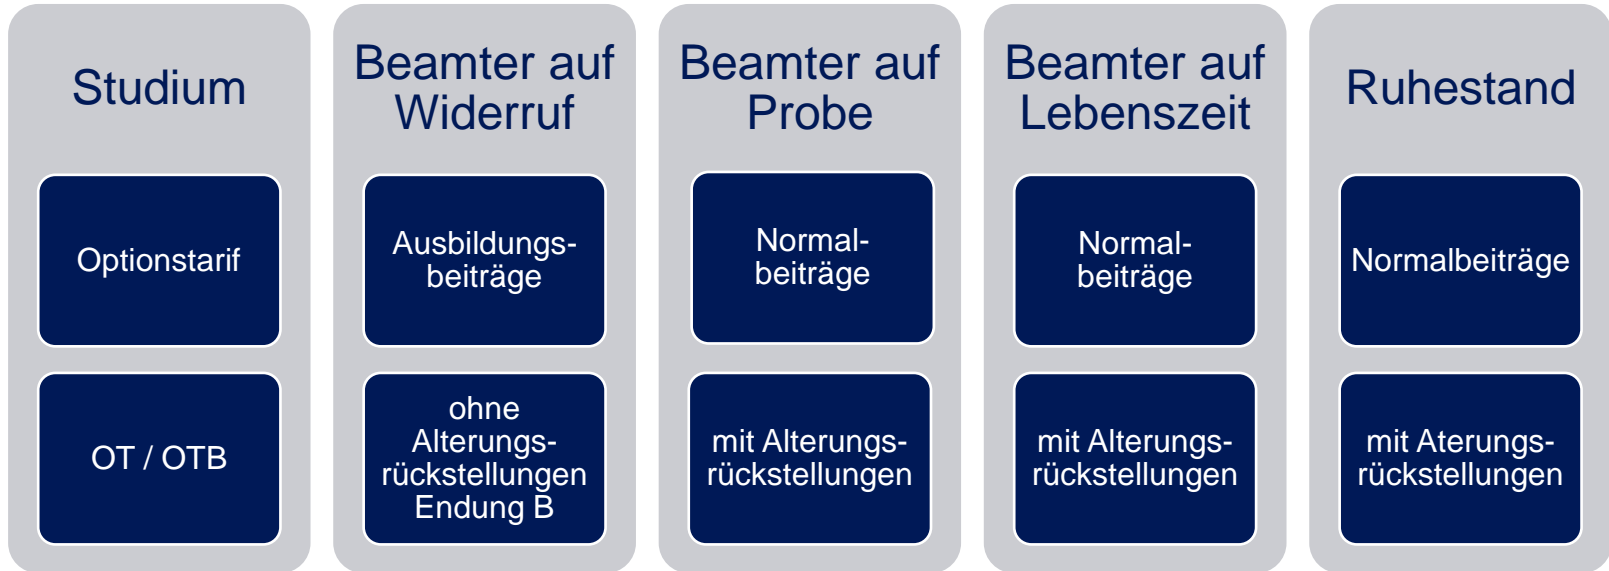 Studium
Optionstarif
OT / OTB
Beamter auf
Widerruf
Ausbildungs-
beiträge
ohne
Alterungs-
rückstellungen
Endung B
Beamter auf
Probe
Normal-
beiträge
mit Alterungs-
rückstellungen
Beamter auf
Lebenszeit
Normal-
beiträge
mit Alterungs-
rückstellungen
Ruhestand
Normalbeiträge
mit Aterungs-
rückstellungen